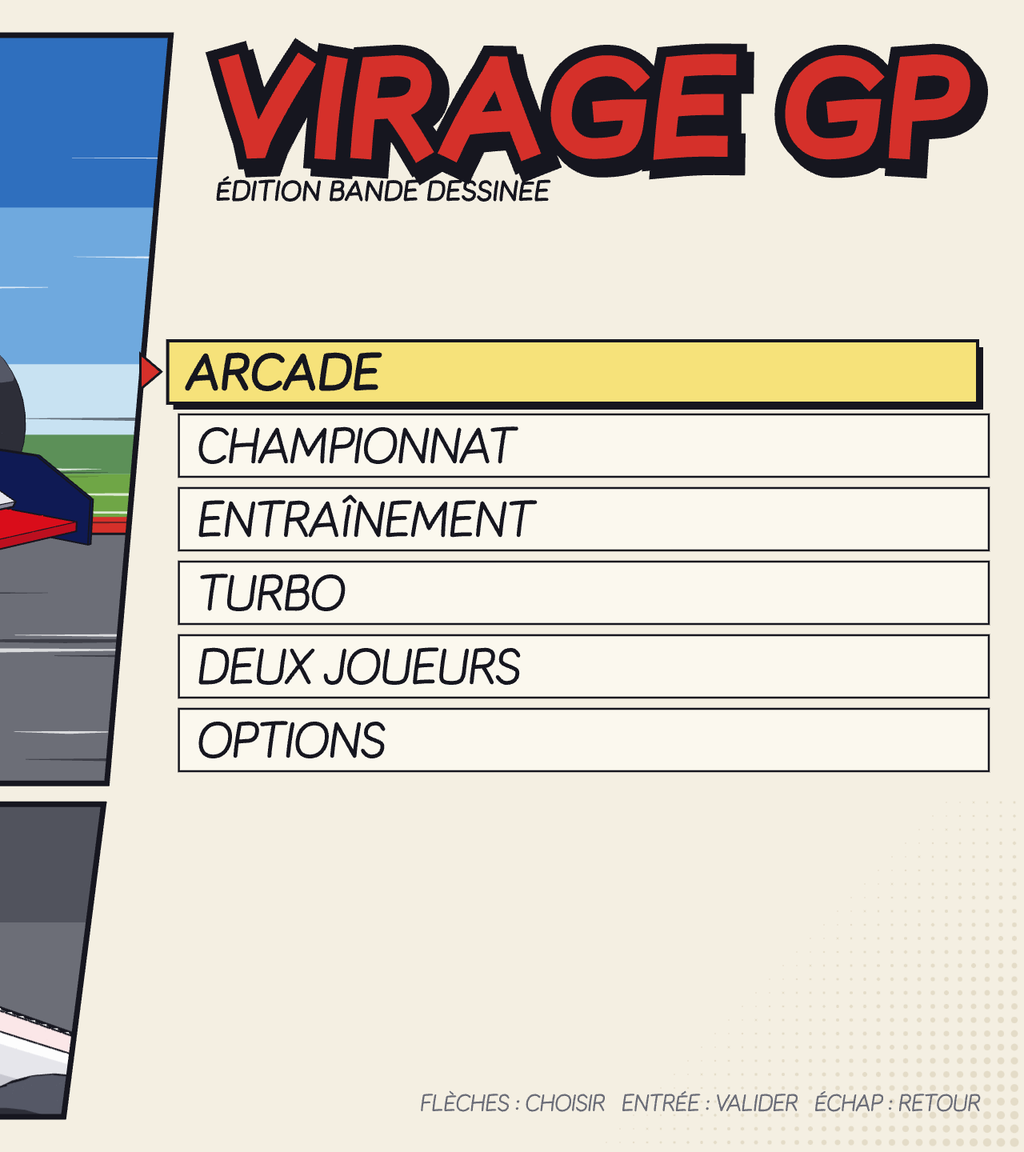 VIRAGE GP
ÉDITION BANDE DESSINÉE
ARCADE
CHAMPIONNAT
ENTRAÎNEMENT
TURBO
DEUX JOUEURS
OPTIONS
FLÈCHES : CHOISIR ENTRÉE : VALIDER ÉCHAP : RETOUR